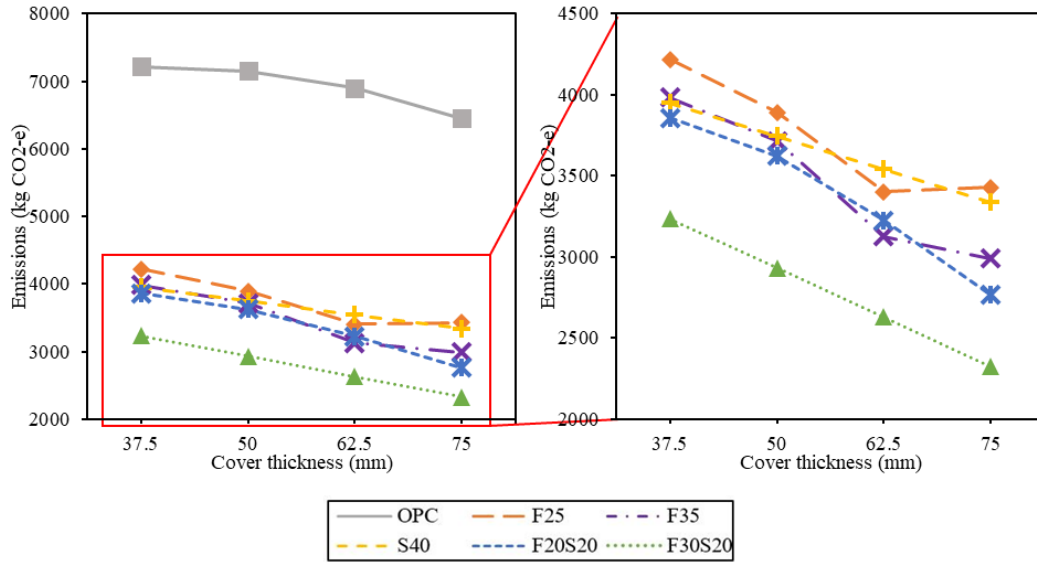 8000
7000
6000
5000
4000
3000
2000
Emissions (kg CO2-e)
37.5 50 62.5 75
Cover thickness (mm)
4500
4000
3500
3000
2500
2000
Emissions (kg CO2-e)
37.5 50 62.5 75
Cover thickness (mm)
OPC F25 F35
S40 F20S20 F30S20